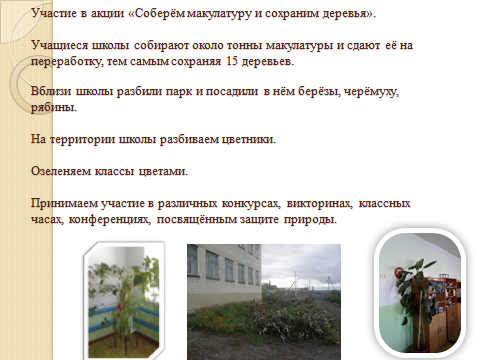 Участие в акции «Соберём макулатуру и сохраним деревья».
Учащиеся школы собирают около тонны макулатуры и сдают её на
переработку, тем самым сохраняя 15 деревьев.
Вблизи школы разбили парк и посадили в нём берёзы, черёмуху,
рябины.
На территории школы разбиваем цветники.
Озеленяем классы цветами.
Принимаем участие в различных конкурсах, викторинах, классных
часах, конференциях, посвящённым защите природы.